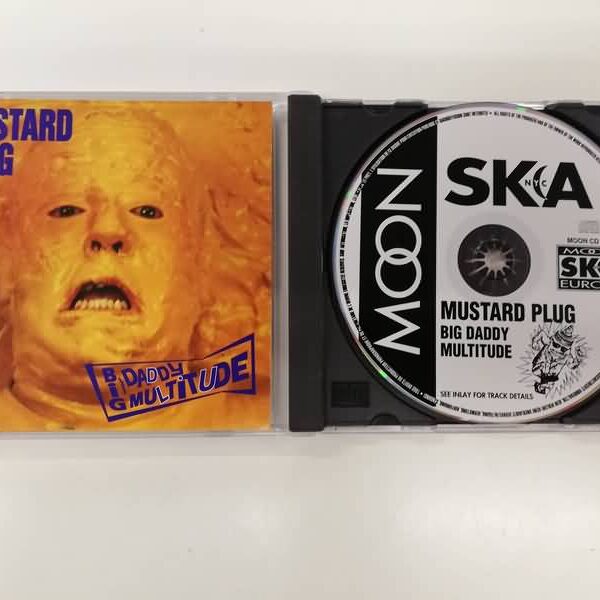 STARD
G
BIG DADDY
MULTITUDE
MOON
SKA
NYC
MOON CD
SK
EURO
MUSTARD PLUG
BIG DADDY
MULTITUDE
SEE INLAY FOR TRACK DETAILS